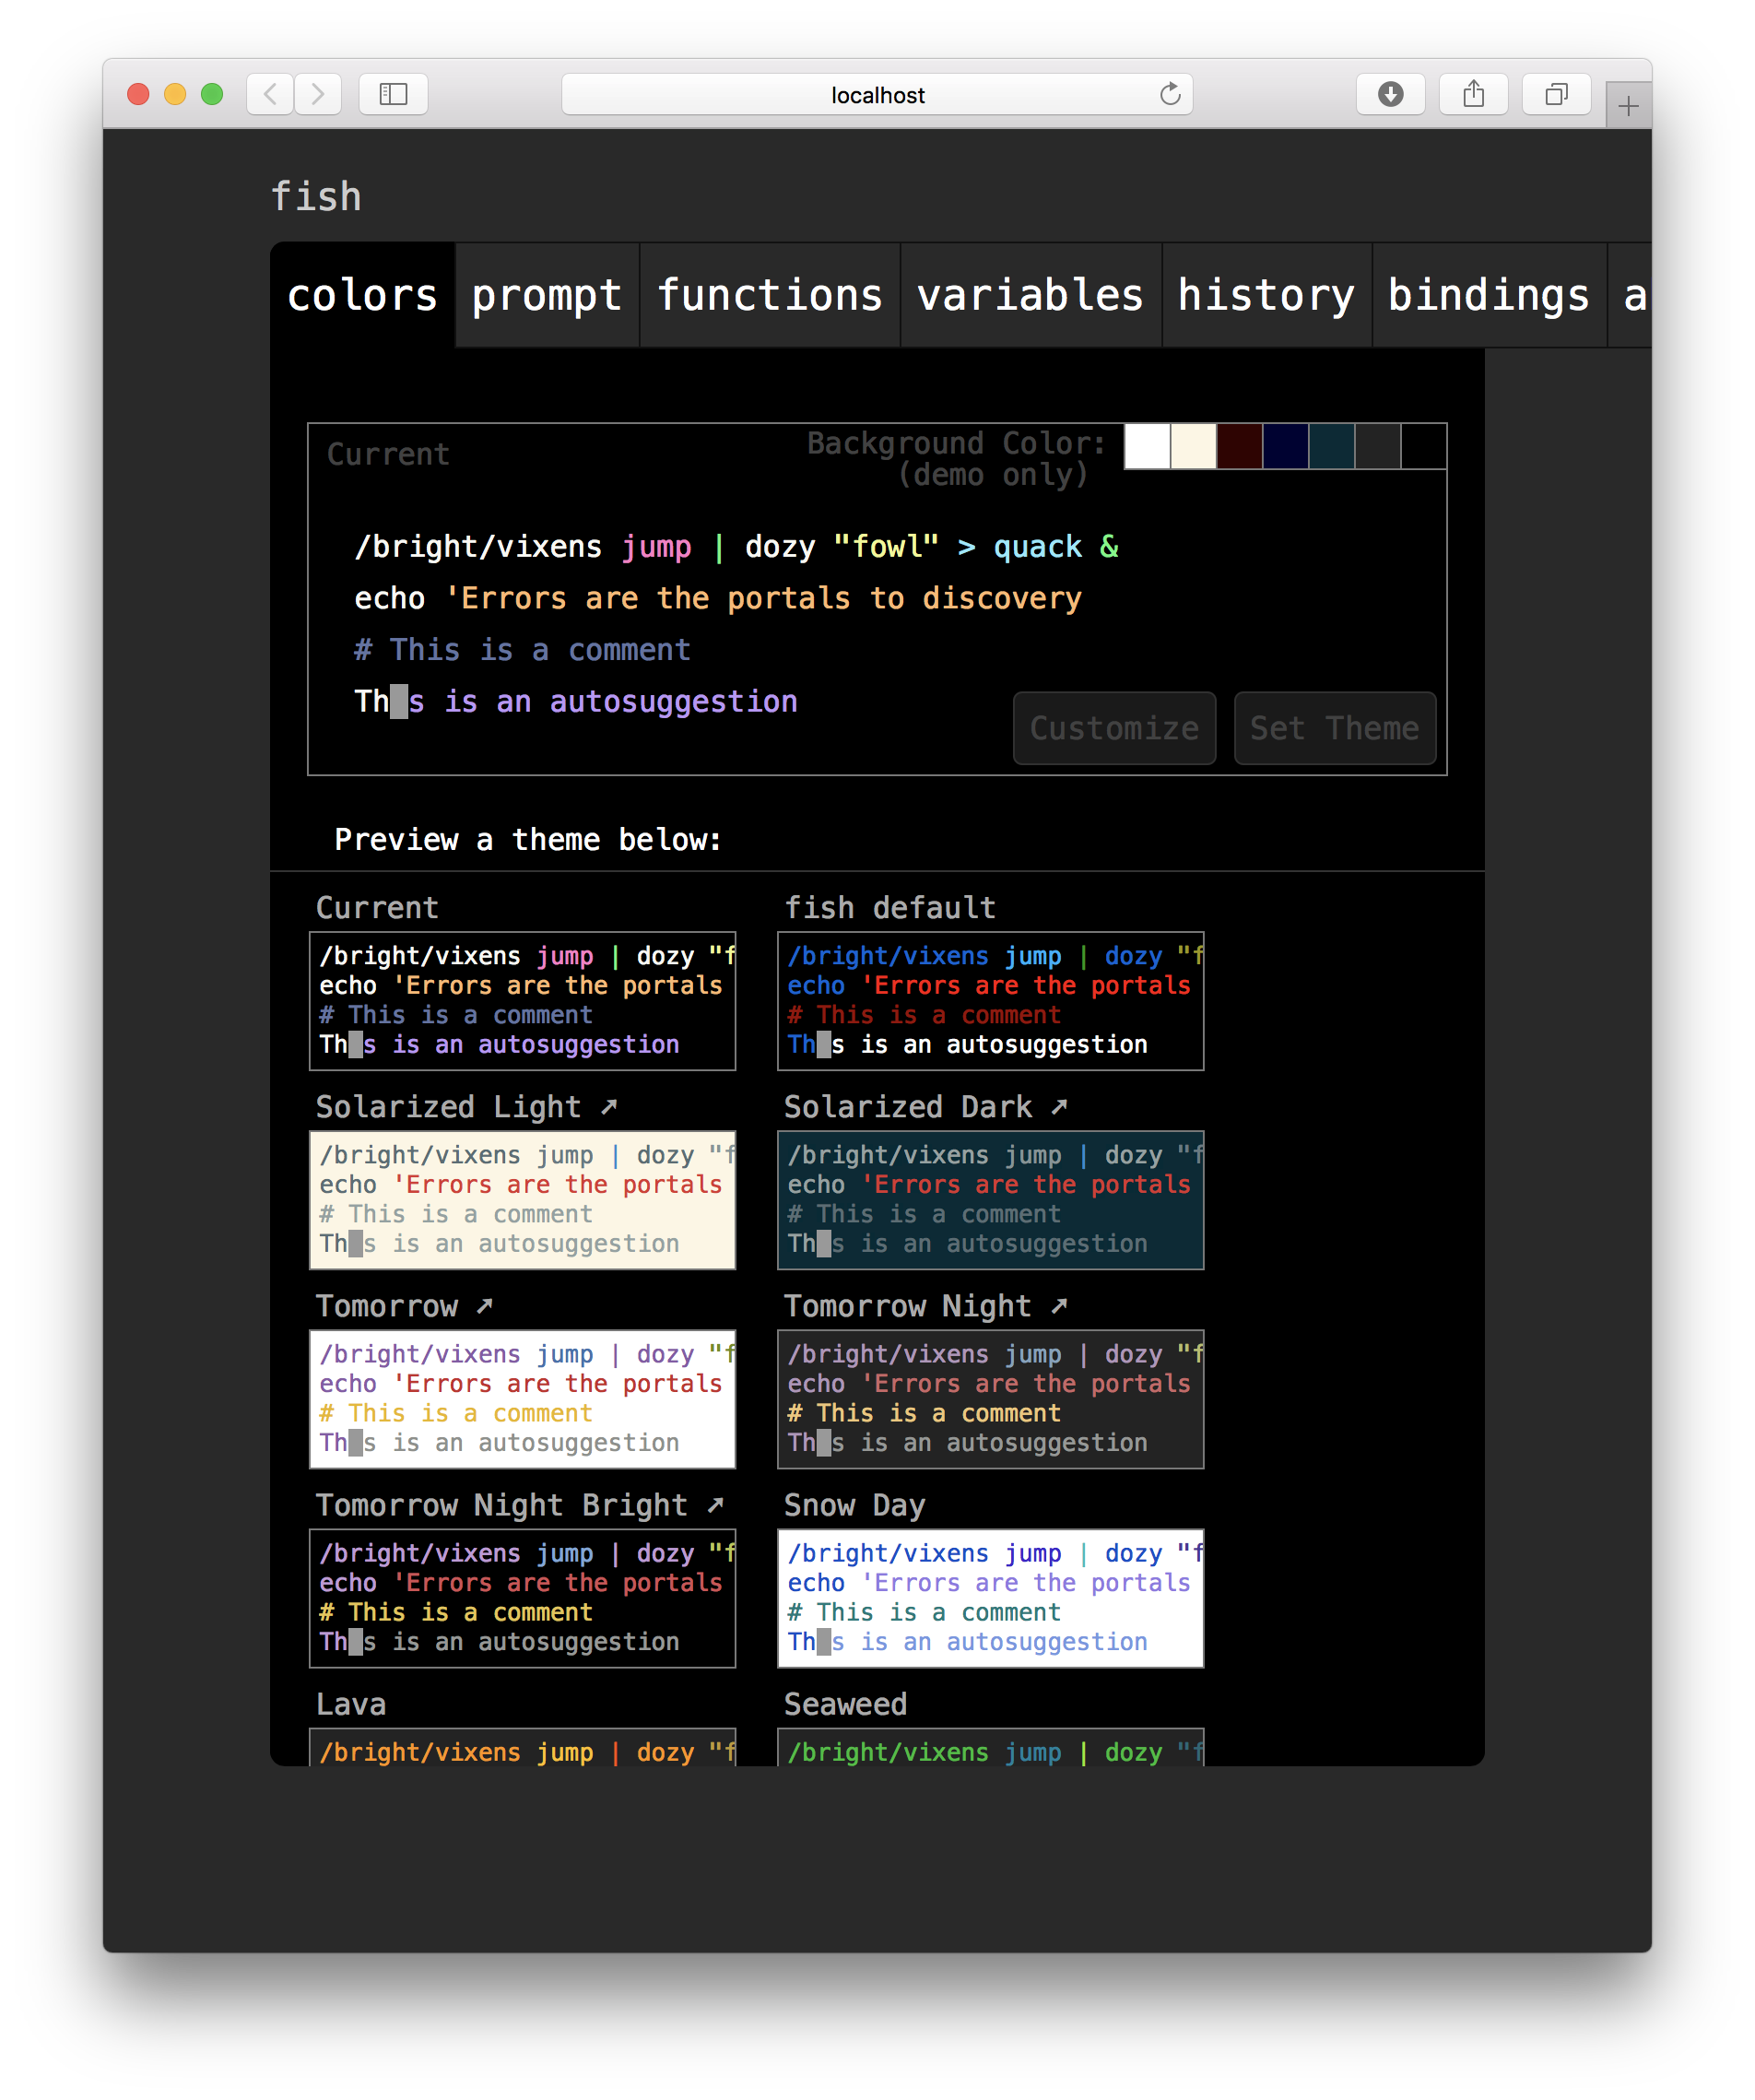 localhost
fish
colors prompt functions variables history bindings a
Current Background Color:
(demo only)
/bright/vixens jump | dozy "fowl" > quack &
echo 'Errors are the portals to discovery
# This is a comment
Th s is an autosuggestion
Customize Set Theme
Preview a theme below:
Current fish default
/bright/vixens jump | dozy "f /bright/vixens jump | dozy "f
echo 'Errors are the portals echo 'Errors are the portals
# This is a comment # This is a comment
Th s is an autosuggestion Th s is an autosuggestion
Solarized Light ➚ Solarized Dark ➚
/bright/vixens jump | dozy "f /bright/vixens jump | dozy "f
echo 'Errors are the portals echo 'Errors are the portals
# This is a comment # This is a comment
Th s is an autosuggestion Th s is an autosuggestion
Tomorrow ➚ Tomorrow Night ➚
/bright/vixens jump | dozy "f /bright/vixens jump | dozy "f
echo 'Errors are the portals echo 'Errors are the portals
# This is a comment # This is a comment
Th s is an autosuggestion Th s is an autosuggestion
Tomorrow Night Bright ➚ Snow Day
/bright/vixens jump | dozy "f /bright/vixens jump | dozy "f
echo 'Errors are the portals echo 'Errors are the portals
# This is a comment # This is a comment
Th s is an autosuggestion Th s is an autosuggestion
Lava Seaweed
/bright/vixens jump | dozy "f /bright/vixens jump | dozy "f